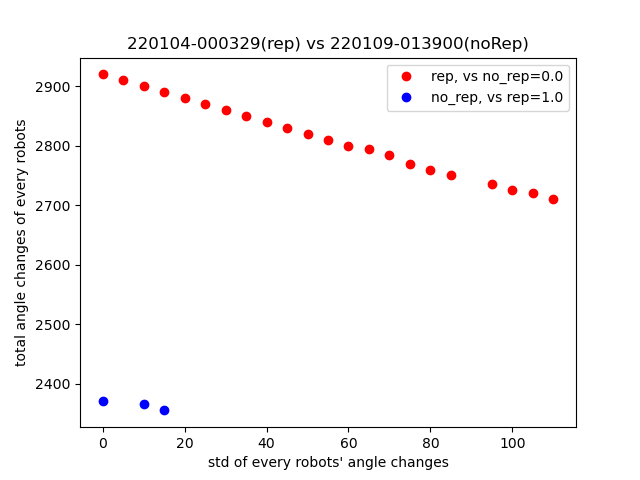 220104-000329(rep) vs 220109-013900(noRep)
rep, vs no_rep=0.0
no_rep, vs rep=1.0
total angle changes of every robots
2900
2800
2700
2600
2500
2400
0 20 40 60 80 100
std of every robots' angle changes